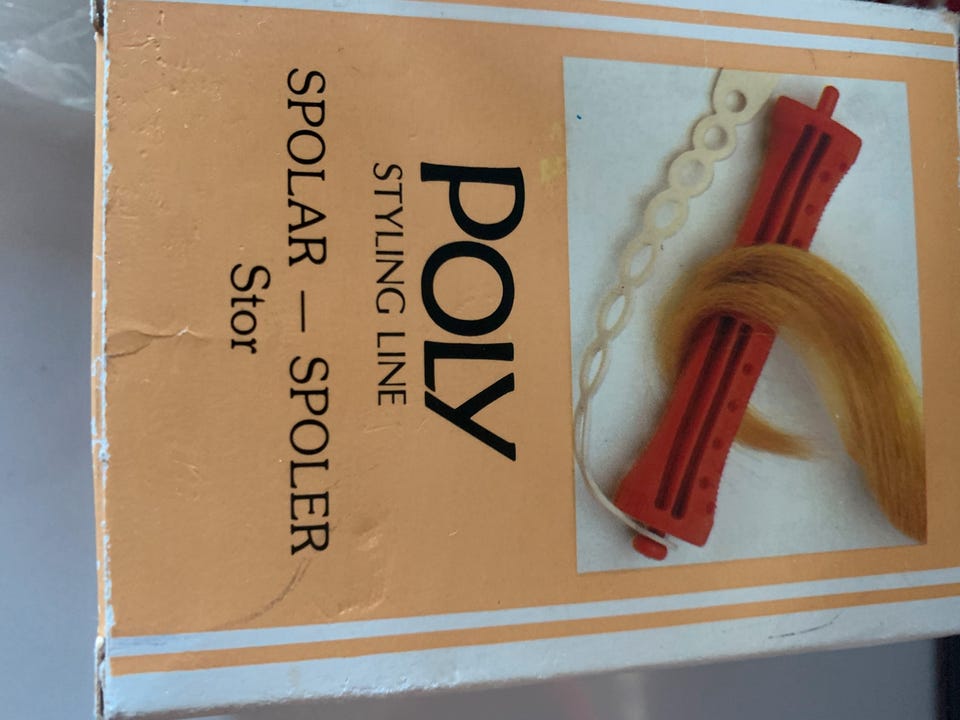 POLY
STYLING LINE
SPOLAR — SPOLER
Stor